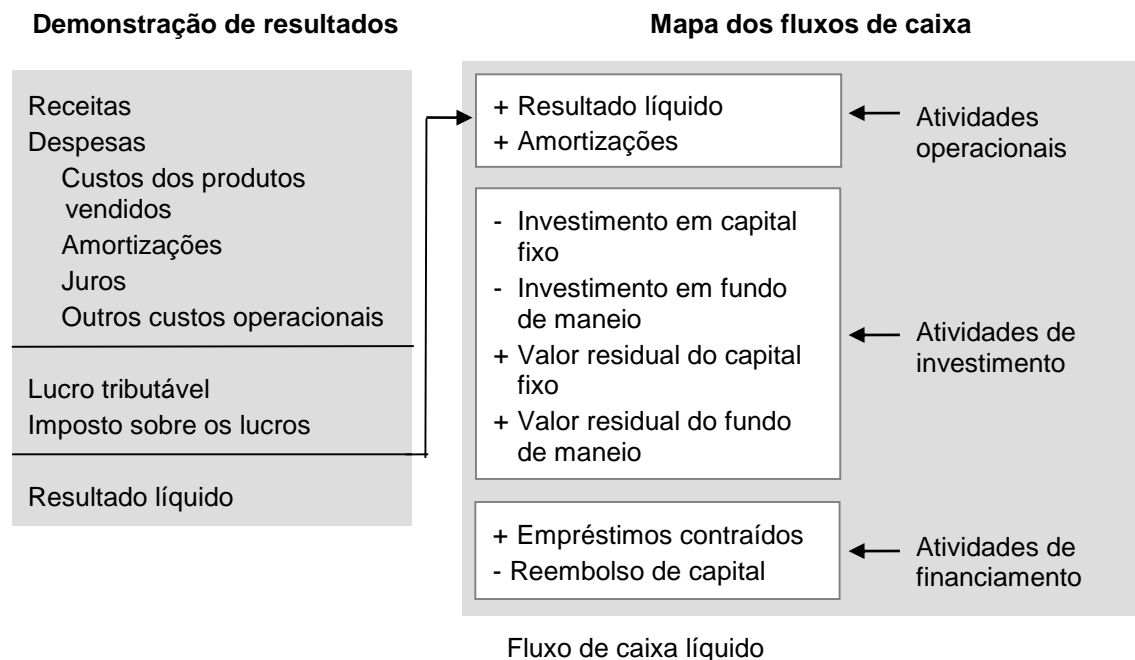 Demonstração de resultados
Receitas
Despesas
Custos dos produtos
vendidos
Amortizações
Juros
Outros custos operacionais
Lucro tributável
Imposto sobre os lucros
Resultado líquido
Mapa dos fluxos de caixa
+ Resultado líquido
+ Amortizações
Atividades
operacionais
- Investimento em capital
fixo
- Investimento em fundo
de maneio
+ Valor residual do capital
fixo
+ Valor residual do fundo
de maneio
Atividades de
investimento
+ Empréstimos contraídos
- Reembolso de capital
Atividades de
financiamento
Fluxo de caixa líquido